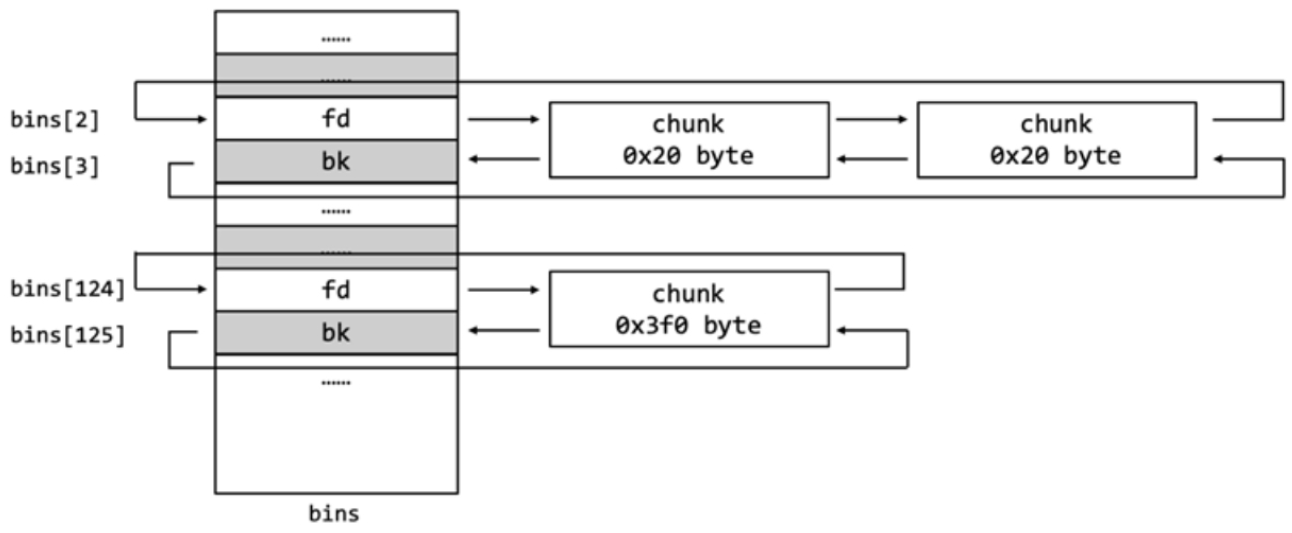 ......
......
bins[2]
fd
chunk
0x20 byte
chunk
0x20 byte
bins[3]
bk
......
......
bins[124]
fd
chunk
0x3f0 byte
bins[125]
bk
......
bins